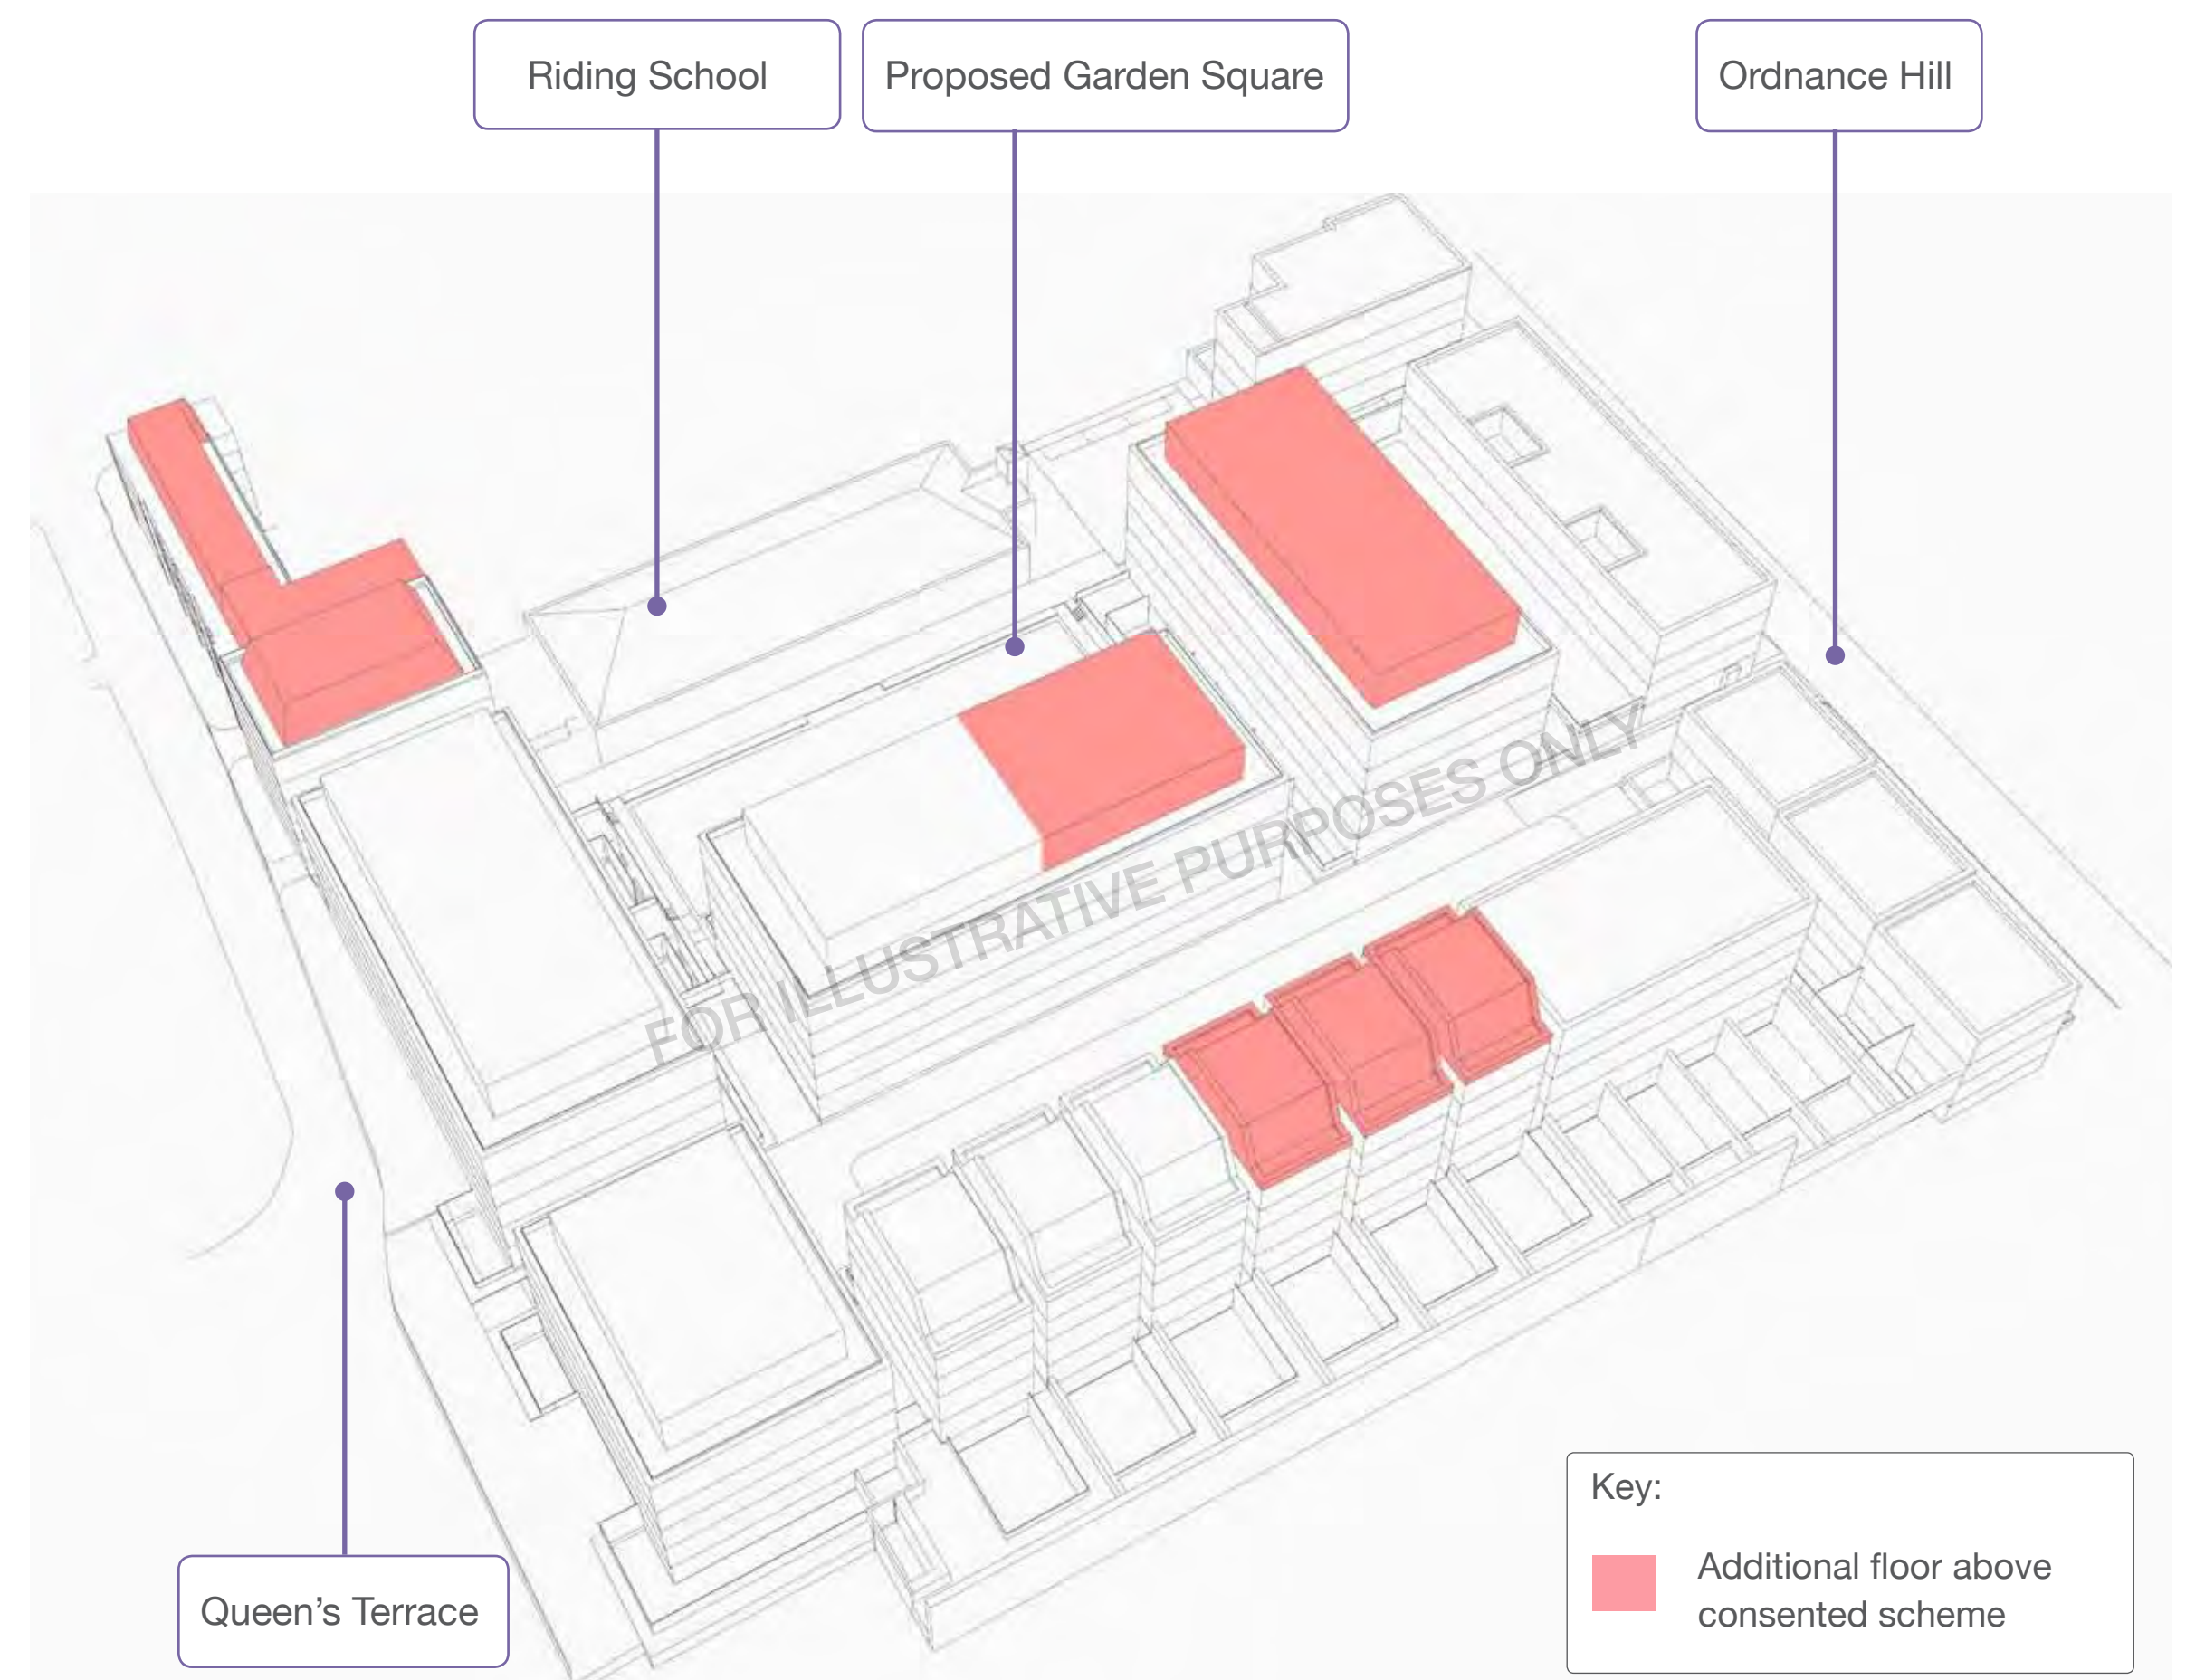 Riding School
Proposed Garden Square
Ordnance Hill
FOR ILLUSTRATIVE PURPOSES ONLY
Queen’s Terrace
Key:
Additional floor above
consented scheme